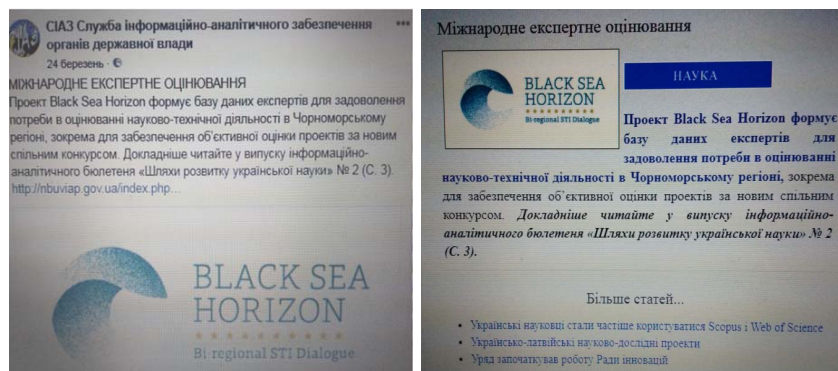 СІАЗ Служба інформаційно-аналітичного забезпечення
органів державної влади
24 березень ·
МІЖНАРОДНЕ ЕКСПЕРТНЕ ОЦІНЮВАННЯ
Проект Black Sea Horizon формує базу даних експертів для задоволення
потреби в оцінюванні науково-технічної діяльності в Чорноморському
регіоні, зокрема для забезпечення об’єктивної оцінки проектів за новим
спільним конкурсом. Докладніше читайте у випуску інформаційно-
аналітичного бюлетеня «Шляхи розвитку української науки» № 2 (С. 3).
http://nbuviap.gov.ua/index.php...
BLACK SEA
HORIZON
Bi-regional STI Dialogue
Міжнародне експертне оцінювання
BLACK SEA
HORIZON
Bi-regional STI Dialogue
НАУКА
Проект Black Sea Horizon формує
базу даних експертів для
задоволення потреби в оцінюванні
науково-технічної діяльності в Чорноморському регіоні, зокрема
для забезпечення об’єктивної оцінки проектів за новим спільним
конкурсом. Докладніше читайте у випуску інформаційно-
аналітичного бюлетеня «Шляхи розвитку української науки» № 2
(С. 3).
Більше статей...
Українські науковці стали частіше користуватися Scopus і Web of Science
Українсько-латвійські науково-дослідні проекти
Уряд започаткував роботу Ради інновацій